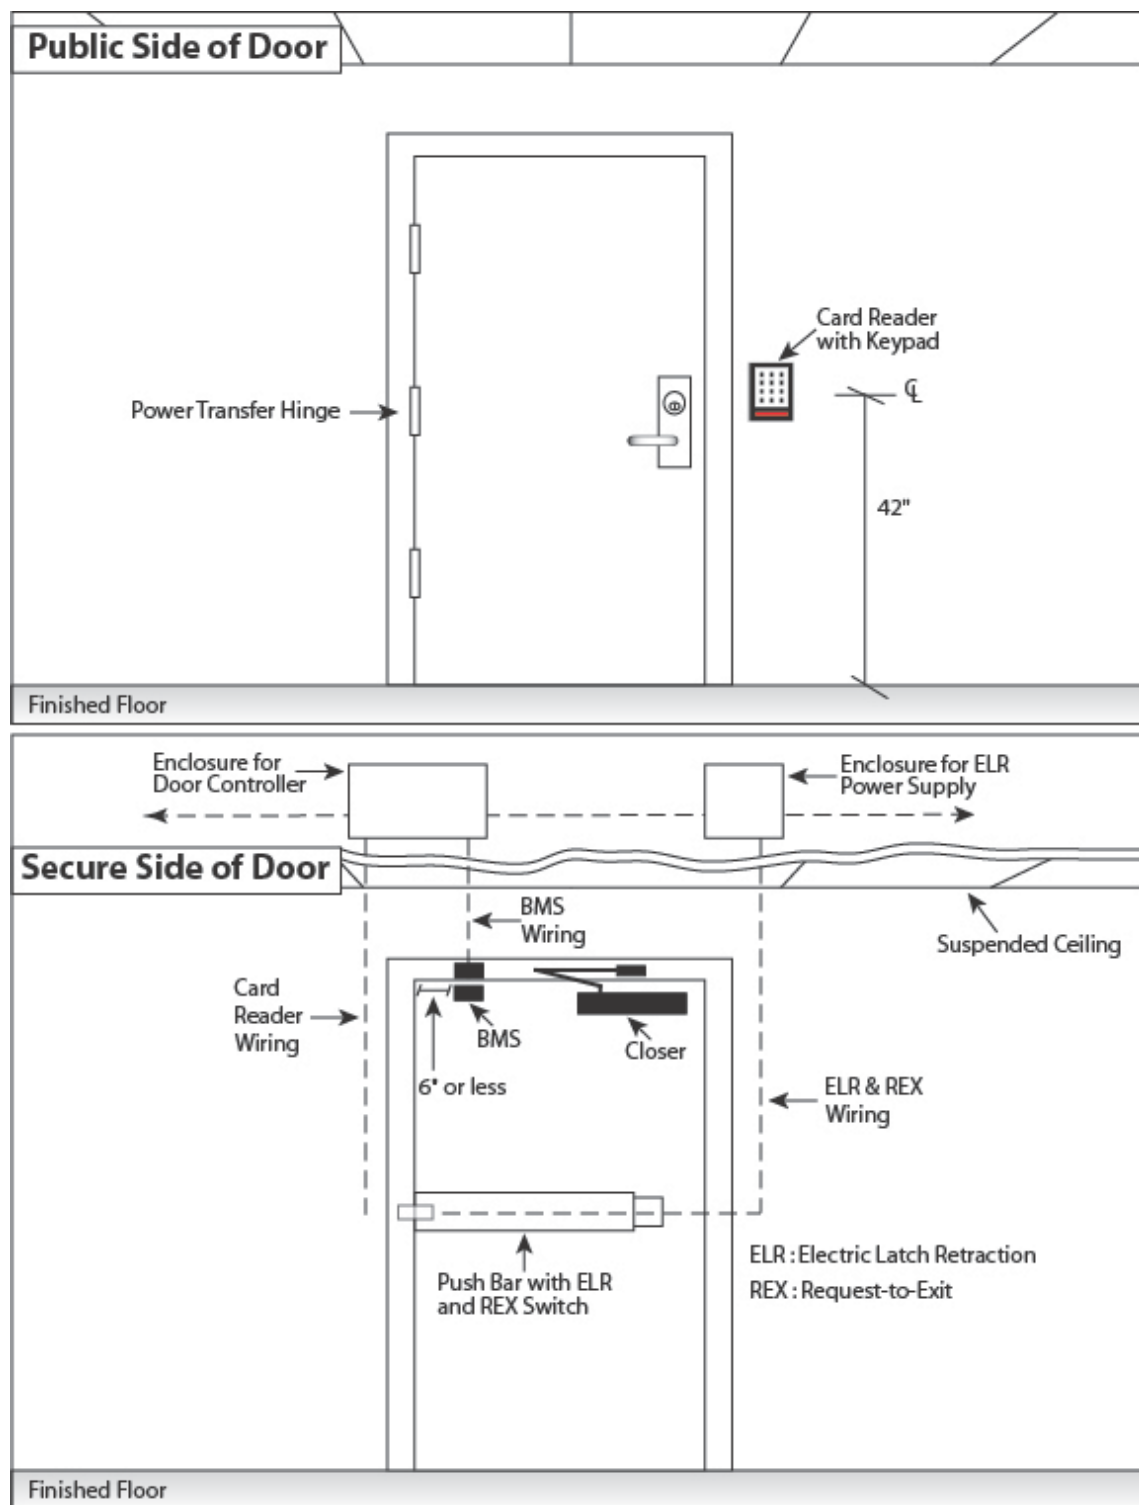 Public Side of Door
Card Reader
with Keypad
Power Transfer Hinge
℄
42"
Finished Floor
Enclosure for
Door Controller
Enclosure for ELR
Power Supply
Secure Side of Door
BMS
Wiring
Suspended Ceiling
Card
Reader
Wiring
BMS
Closer
6" or less
ELR & REX
Wiring
Push Bar with ELR
and REX Switch
ELR : Electric Latch Retraction
REX : Request-to-Exit
Finished Floor